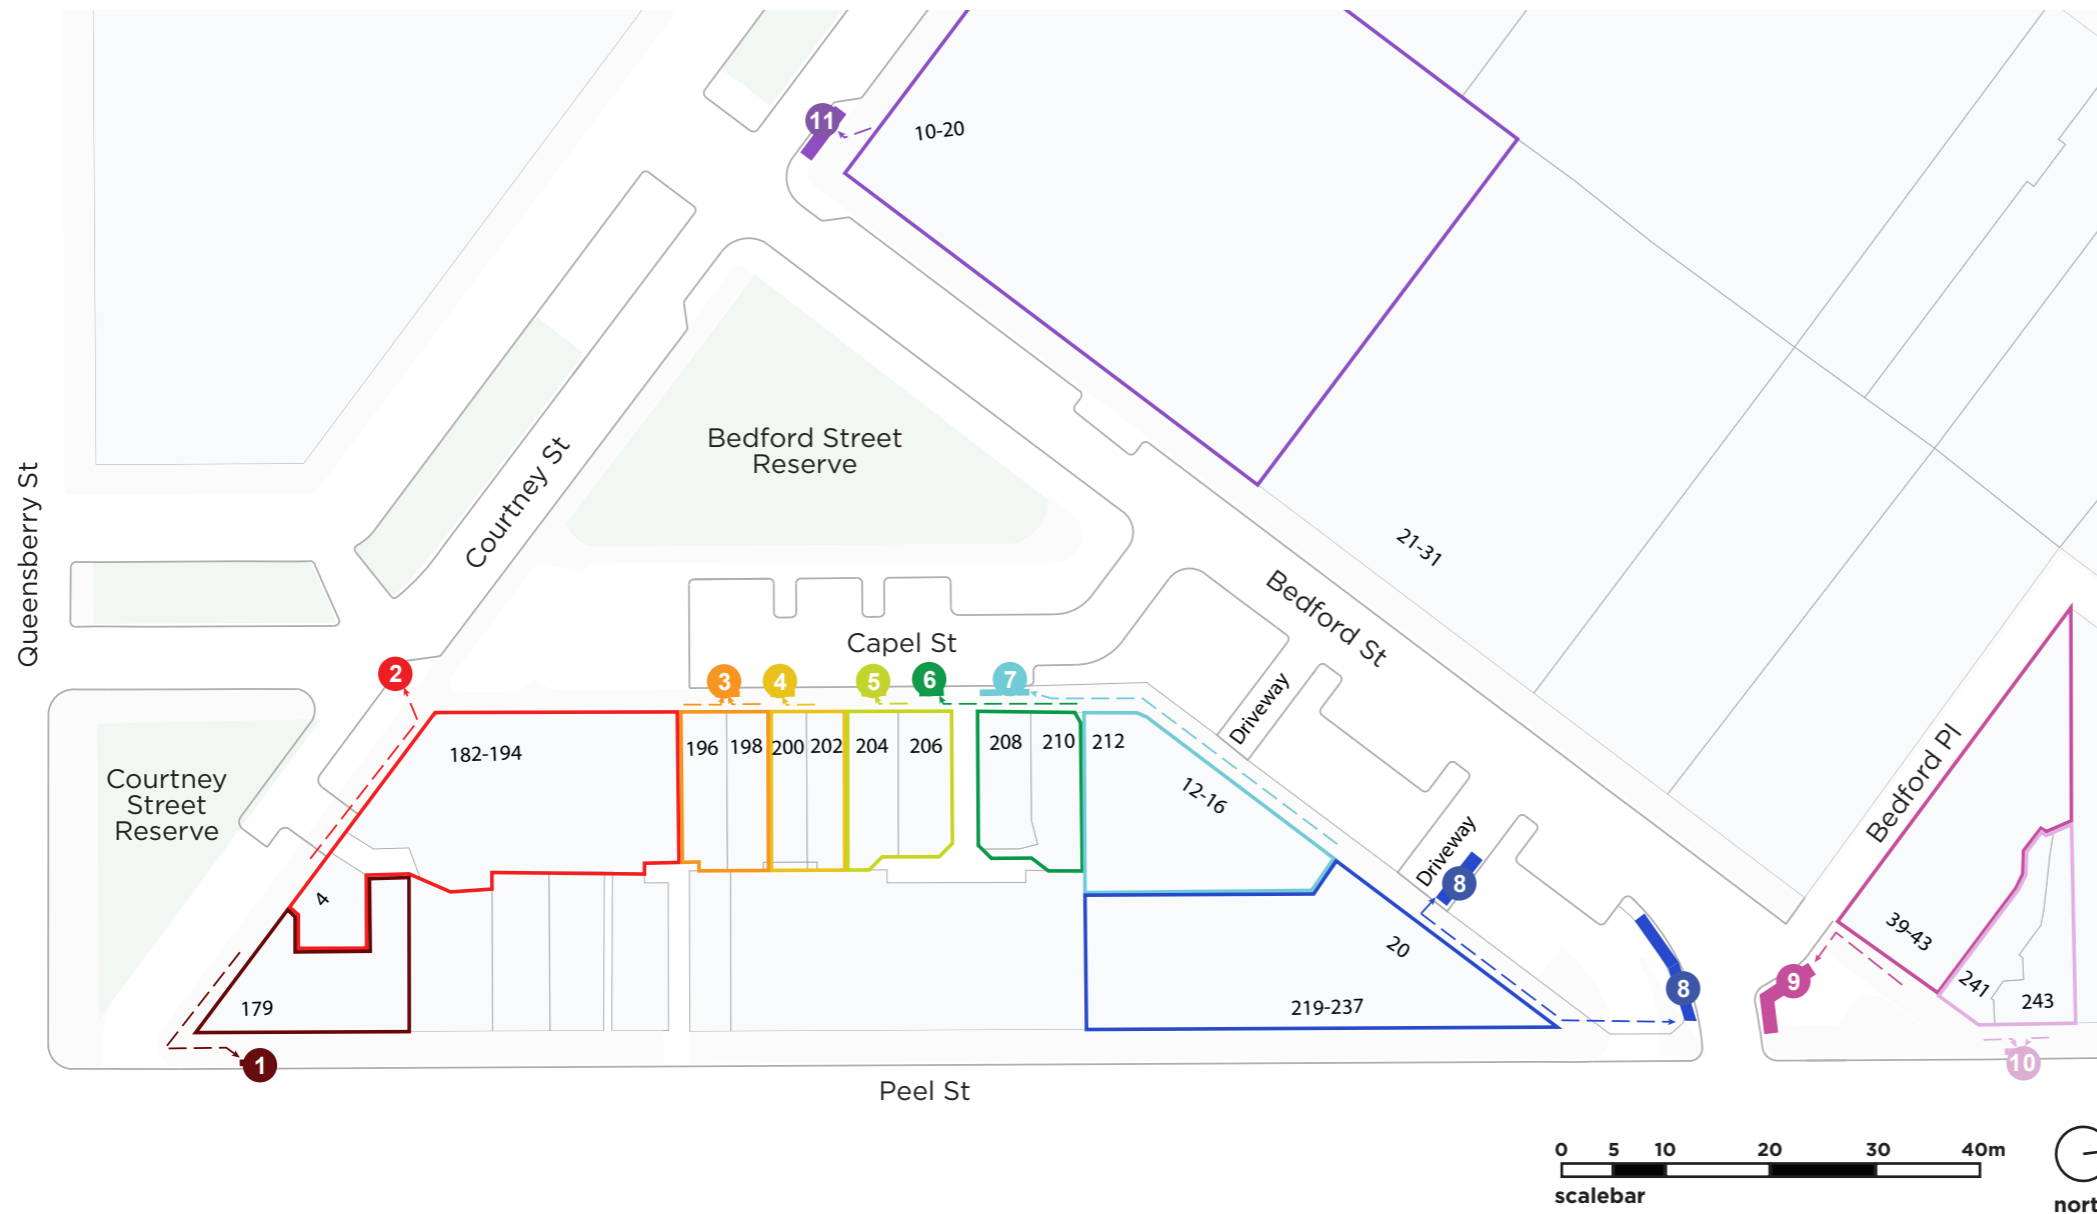 11
10-20
Queensberry St
Courtney St
Bedford Street
Reserve
21-31
Bedford St
Capel St
2
3
4
5
6
7
Driveway
Courtney
Street
Reserve
182-194
196
198
200
202
204
206
208
210
212
12-16
Driveway
8
Bedford Pl
4
179
20
219-237
8
39-43
9
241
243
1
10
Peel St
0 5 10 20 30 40m
scalebar
nort